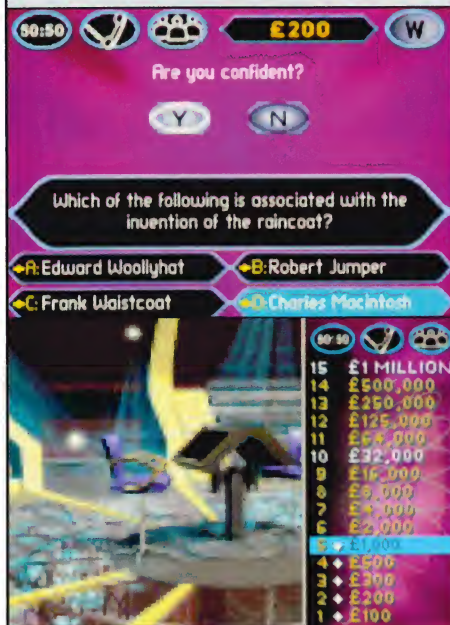 50:50 £200 W
Are you confident?
Y N
Which of the following is associated with the
invention of the raincoat?
A: Edward Woollyhat B: Robert Jumper
C: Frank Waistcoat D: Charles Macintosh
50:50
15 £1 MILLION
14 £500,000
13 £250,000
12 £125,000
11 £64,000
10 £32,000
9 £16,000
8 £8,000
7 £4,000
6 £2,000
5 ◆ £1,000
4 ◆ £500
3 ◆ £300
2 ◆ £200
1 ◆ £100